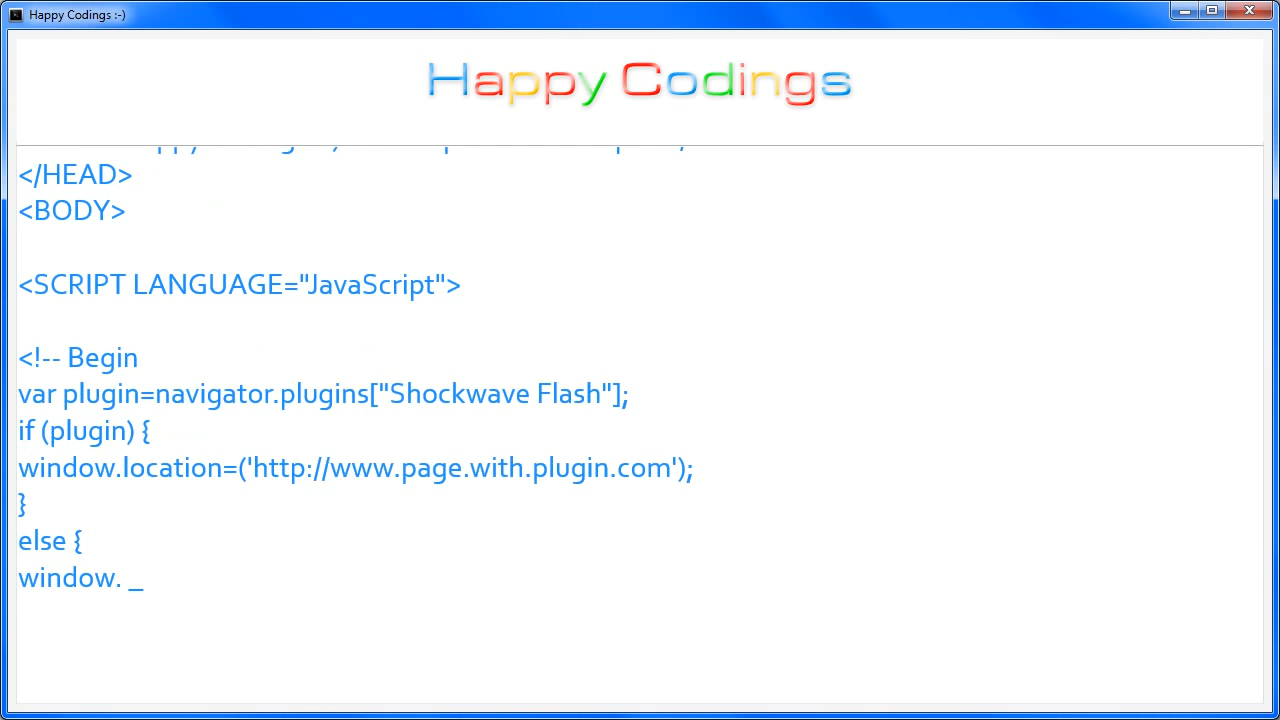 Happy Codings :-)
Happy Codings
</HEAD>
<BODY>
<SCRIPT LANGUAGE="JavaScript">
<!-- Begin
var plugin=navigator.plugins["Shockwave Flash"];
if (plugin) {
window.location=('http://www.page.with.plugin.com');
}
else {
window. _